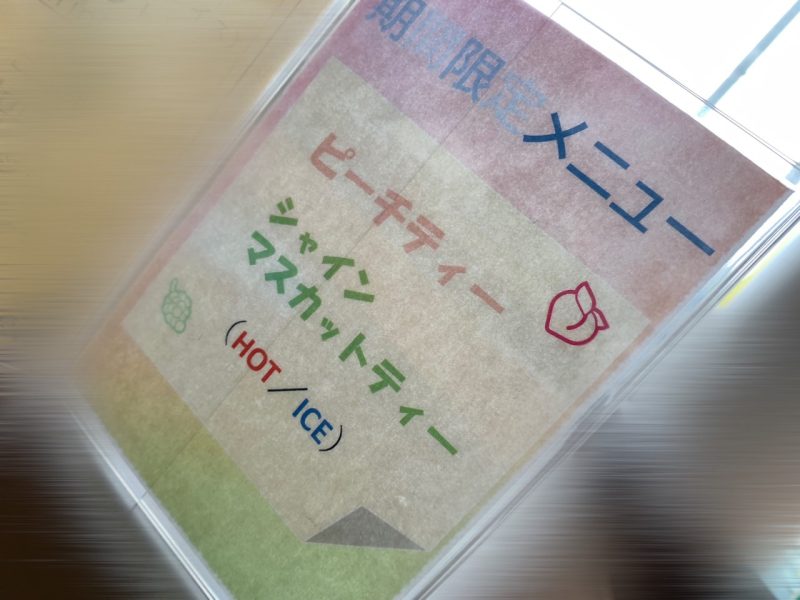 期間限定メニュー
ピーチティー
シャイン
マスカットティー
(HOT/ICE)